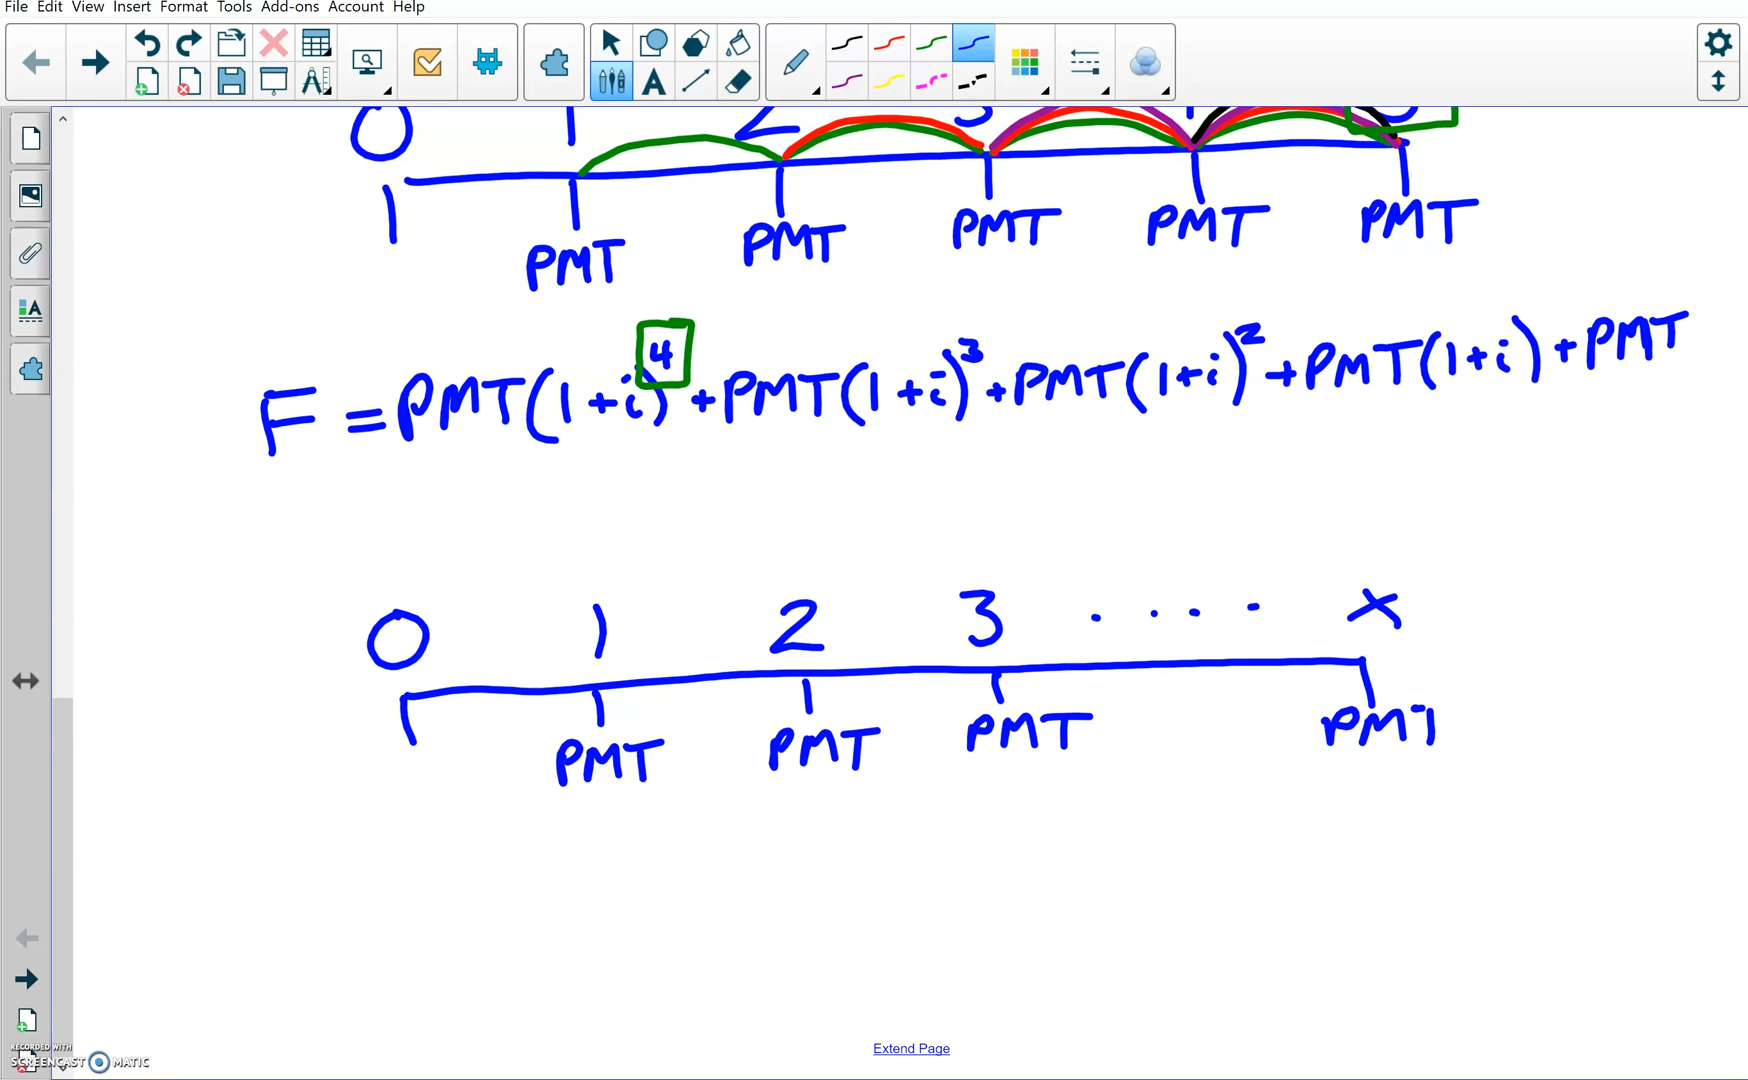 File Edit View Insert Format Tools Add-ons Account Help
0 1 2 3
PMT PMT PMT PMT PMT
F = PMT(1+i)^4 + PMT(1+i)^3 + PMT(1+i)^2 + PMT(1+i) + PMT
0 1 2 3 .... x
PMT PMT PMT PMT
Extend Page
RECORDED WITH
SCREENCAST MATIC